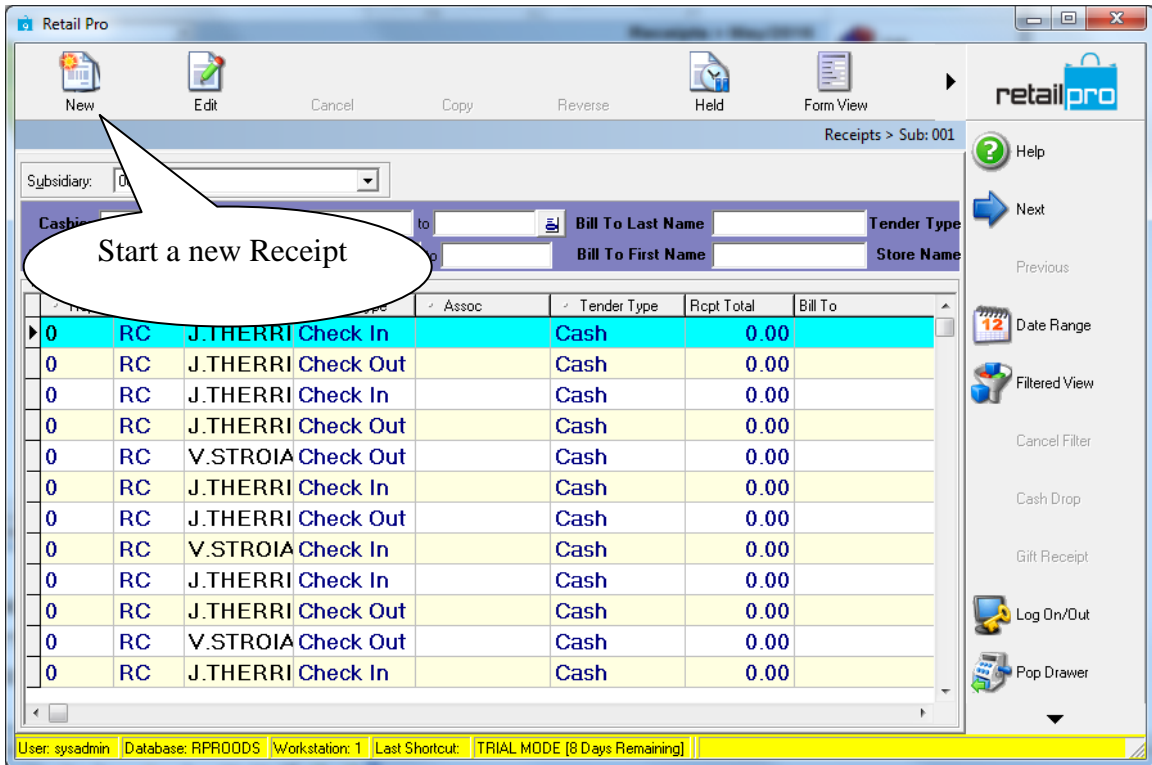 Retail Pro
New Edit Cancel Copy Reverse Held Form View
retailpro
Receipts > Sub: 001
Help
Subsidiary:
Next
to Bill To Last Name Tender Type
Start a new Receipt
Bill To First Name Store Name
Previous
Assoc Tender Type Rcpt Total Bill To
0 RC J.THERRI Check In Cash 0.00
12 Date Range
0 RC J.THERRI Check Out Cash 0.00
0 RC J.THERRI Check In Cash 0.00
Filtered View
0 RC J.THERRI Check Out Cash 0.00
Cancel Filter
0 RC V.STROIA Check Out Cash 0.00
0 RC J.THERRI Check In Cash 0.00
Cash Drop
0 RC J.THERRI Check Out Cash 0.00
0 RC V.STROIA Check In Cash 0.00
Gift Receipt
0 RC J.THERRI Check In Cash 0.00
0 RC J.THERRI Check Out Cash 0.00
Log On/Out
0 RC V.STROIA Check Out Cash 0.00
0 RC J.THERRI Check In Cash 0.00
Pop Drawer
User: sysadmin Database: RPROODS Workstation: 1 Last Shortcut: TRIAL MODE [8 Days Remaining]